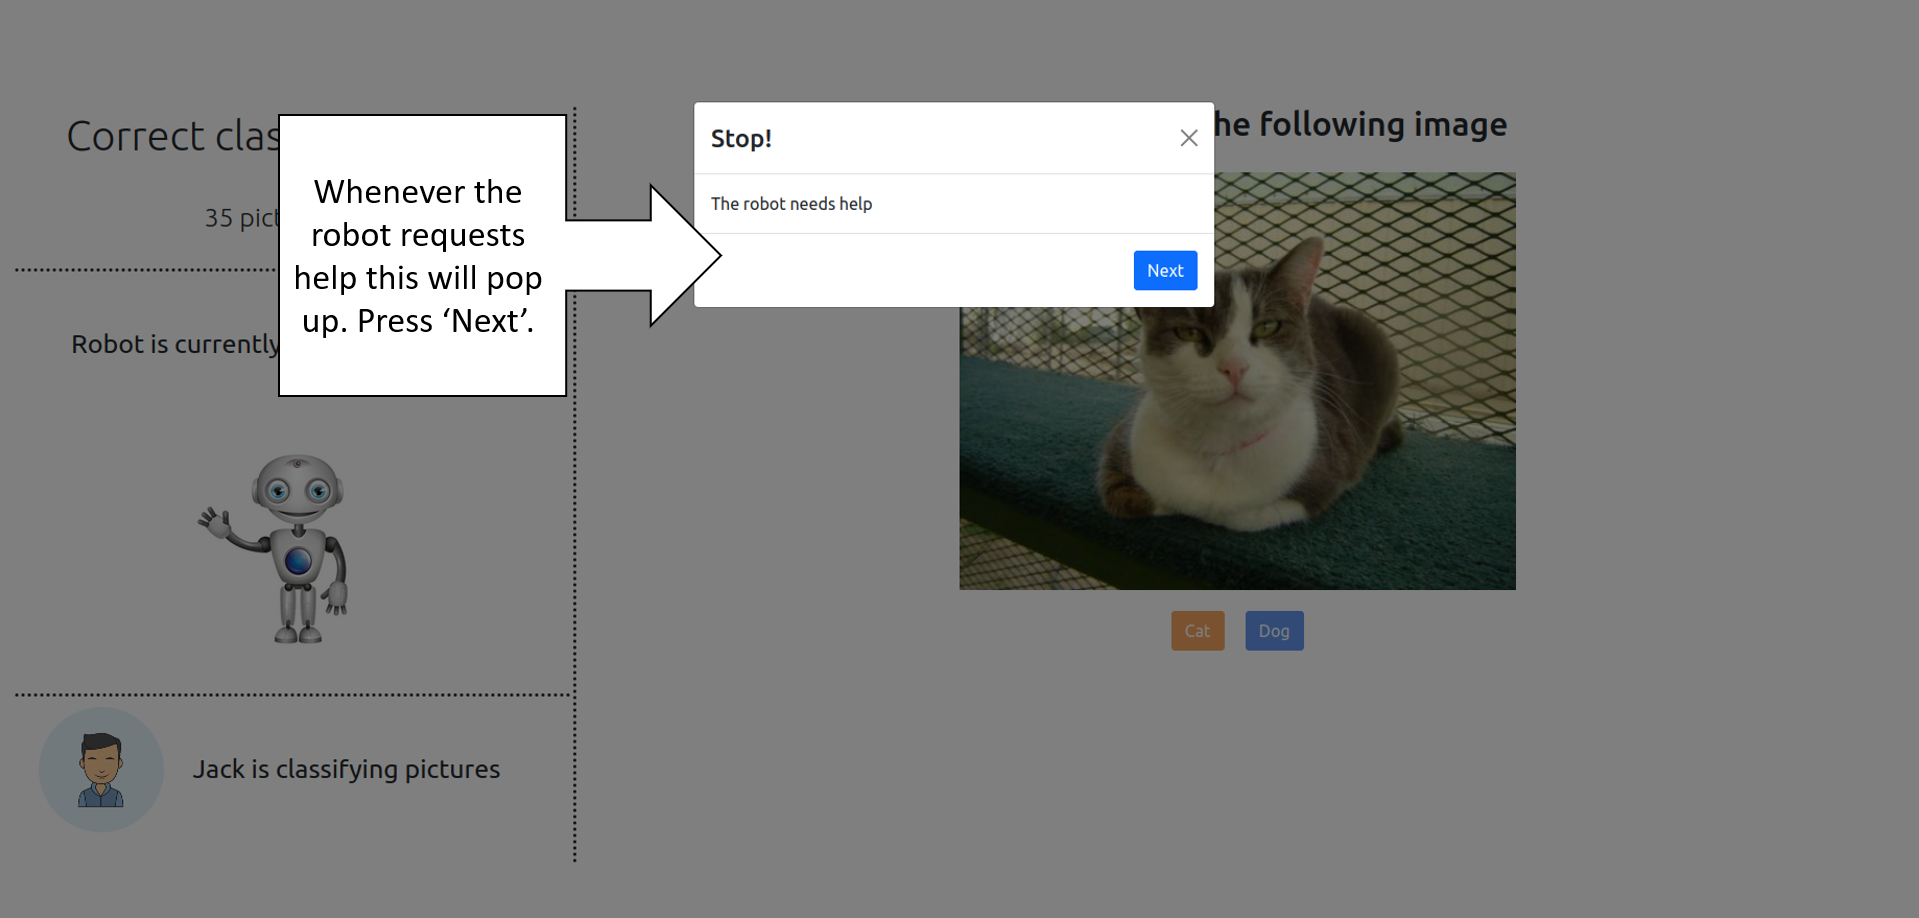 Correct clas
35 pict
Robot is currently
Whenever the
robot requests
help this will pop
up. Press ‘Next’.
Jack is classifying pictures
Stop!
The robot needs help
Next
he following image
Cat
Dog